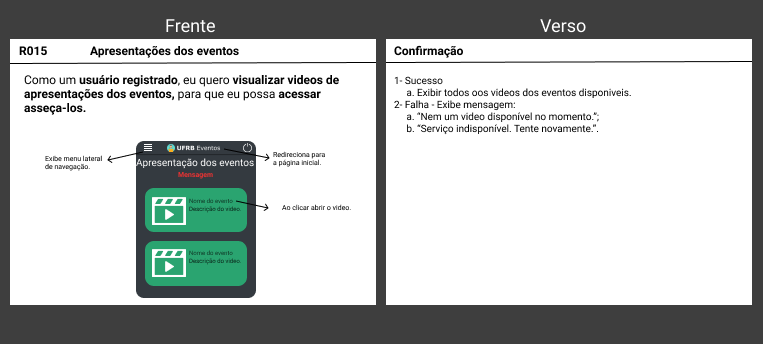 Frente
Verso
R015 Apresentações dos eventos
Como um usuário registrado, eu quero visualizar videos de
apresentações dos eventos, para que eu possa acessar
asseça-los.
Exibe menu lateral
de navegação.
UFRB Eventos
Redireciona para
a página inicial.
Apresentação dos eventos
Mensagem
Nome do evento
Descrição do video.
Ao clicar abrir o video.
Nome do evento
Descrição do video.
Confirmação
1- Sucesso
a. Exibir todos oos videos dos eventos disponiveis.
2- Falha - Exibe mensagem:
a. “Nem um video disponível no momento.”;
b. “Serviço indisponível. Tente novamente.”.